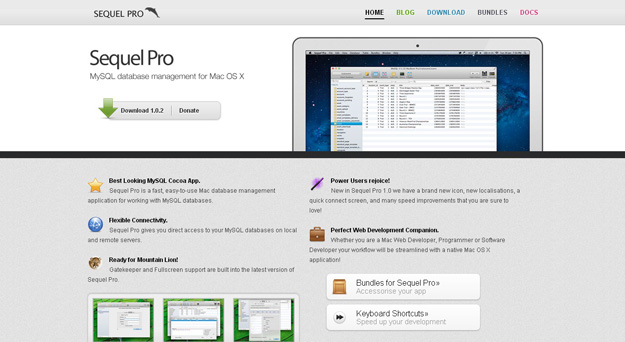 SEQUEL PRO
HOME BLOG DOWNLOAD BUNDLES DOCS
Sequel Pro
MySQL database management for Mac OS X
Download 1.0.2 Donate
Best Looking MySQL Cocoa App.
Sequel Pro is a fast, easy-to-use Mac database management
application for working with MySQL databases.
Flexible Connectivity.
Sequel Pro gives you direct access to your MySQL databases on local
and remote servers.
Ready for Mountain Lion!
Gatekeeper and Fullscreen support are built into the latest version of
Sequel Pro.
Power Users rejoice!
New in Sequel Pro 1.0 we have a brand new icon, new localisations, a
quick connect screen, and many speed improvements that you are sure to
love!
Perfect Web Development Companion.
Whether you are a Mac Web Developer, Programmer or Software
Developer your workflow will be streamlined with a native Mac OS X
application!
Bundles for Sequel Pro»
Accessorise your app
Keyboard Shortcuts»
Speed up your development